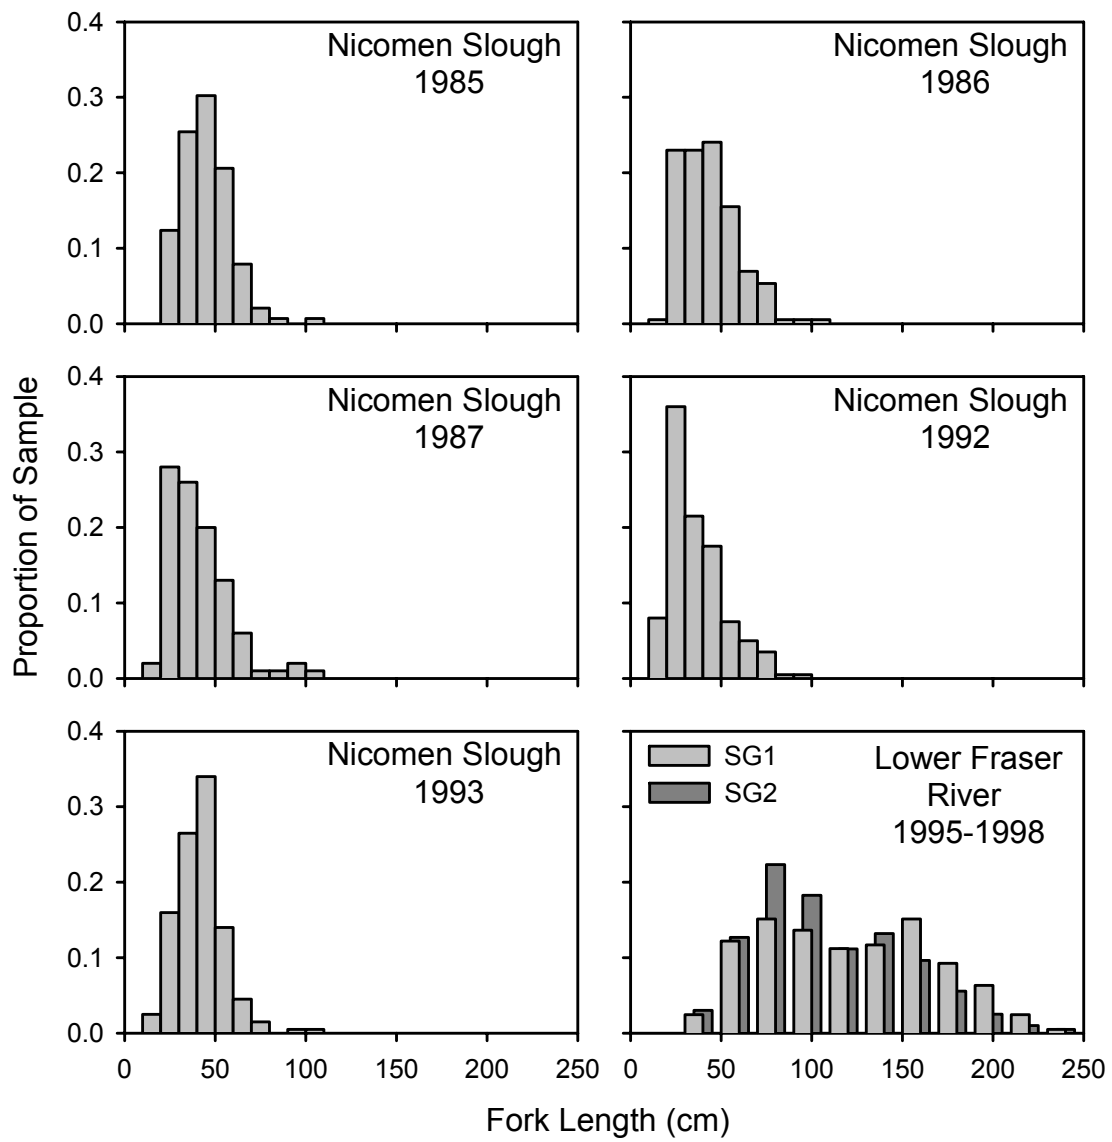 0.4
0.3
0.2
0.1
0.0
Nicomen Slough
1985
Nicomen Slough
1986
0.4
0.3
0.2
0.1
0.0
Nicomen Slough
1987
Nicomen Slough
1992
Proportion of Sample
0.4
0.3
0.2
0.1
0.0
Nicomen Slough
1993
SG1
SG2
Lower Fraser
River
1995-1998
0 50 100 150 200 250
0 50 100 150 200 250
Fork Length (cm)